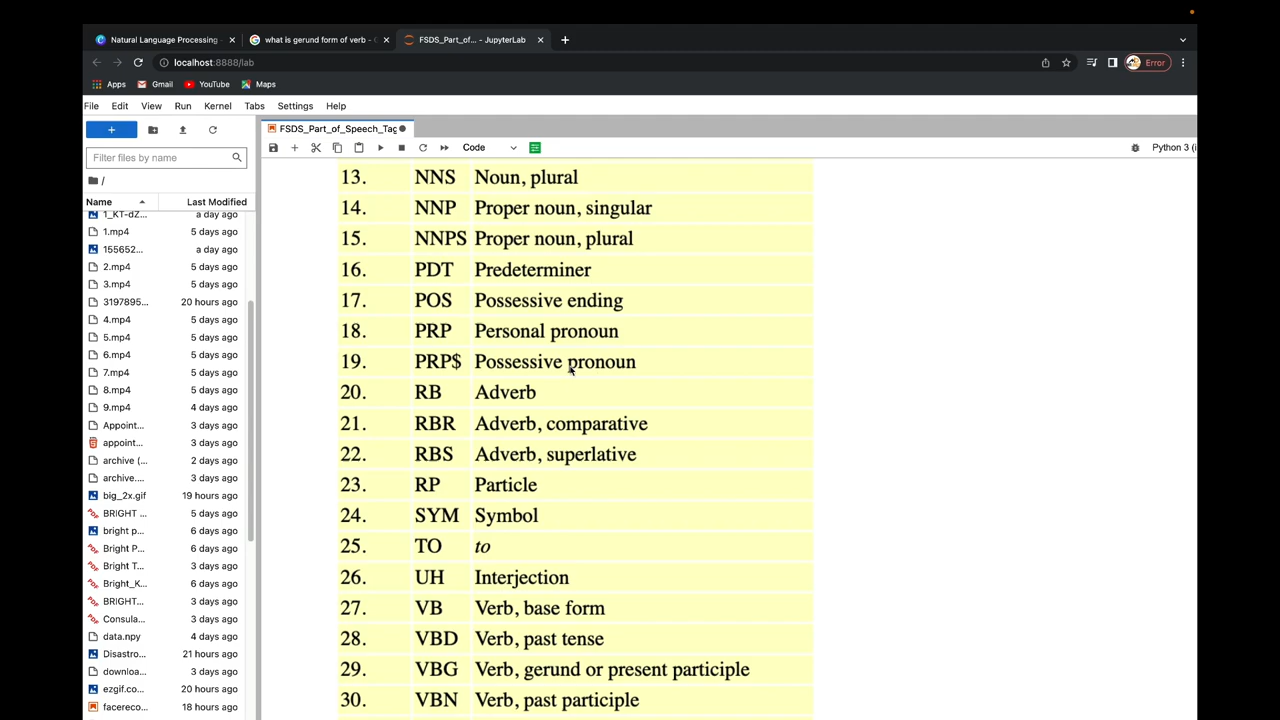 Natural Language Processing -
what is gerund form of verb -
FSDS_Part_of... - JupyterLab
localhost:8888/lab
Error
Apps
Gmail
YouTube
Maps
File Edit View Run Kernel Tabs Settings Help
FSDS_Part_of_Speech_Tag
Code
Python 3 (i
Filter files by name
/
Name Last Modified
1_KT-dZ... a day ago
1.mp4 5 days ago
155652... a day ago
2.mp4 5 days ago
3.mp4 5 days ago
3197895... 20 hours ago
4.mp4 5 days ago
5.mp4 5 days ago
6.mp4 5 days ago
7.mp4 5 days ago
8.mp4 5 days ago
9.mp4 4 days ago
Appoint... 3 days ago
appoint... 3 days ago
archive (... 2 days ago
archive.... 3 days ago
big_2x.gif 19 hours ago
BRIGHT ... 5 days ago
bright p... 6 days ago
Bright P... 6 days ago
Bright T... 3 days ago
Bright_K... 6 days ago
BRIGHT... 3 days ago
Consula... 3 days ago
data.npy 4 days ago
Disastro... 21 hours ago
downloa... 3 days ago
ezgif.co... 20 hours ago
facereco... 18 hours ago
13. NNS Noun, plural
14. NNP Proper noun, singular
15. NNPS Proper noun, plural
16. PDT Predeterminer
17. POS Possessive ending
18. PRP Personal pronoun
19. PRP$ Possessive pronoun
20. RB Adverb
21. RBR Adverb, comparative
22. RBS Adverb, superlative
23. RP Particle
24. SYM Symbol
25. TO to
26. UH Interjection
27. VB Verb, base form
28. VBD Verb, past tense
29. VBG Verb, gerund or present participle
30. VBN Verb, past participle